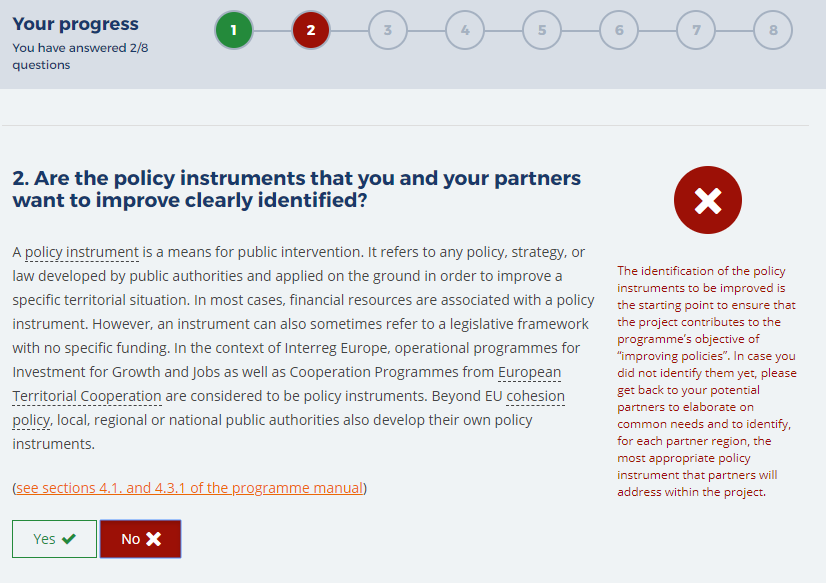 Your progress
You have answered 2/8
questions
1
2
3
4
5
6
7
8
2. Are the policy instruments that you and your partners
want to improve clearly identified?
A policy instrument is a means for public intervention. It refers to any policy, strategy, or
law developed by public authorities and applied on the ground in order to improve a
specific territorial situation. In most cases, financial resources are associated with a policy
instrument. However, an instrument can also sometimes refer to a legislative framework
with no specific funding. In the context of Interreg Europe, operational programmes for
Investment for Growth and Jobs as well as Cooperation Programmes from European
Territorial Cooperation are considered to be policy instruments. Beyond EU cohesion
policy, local, regional or national public authorities also develop their own policy
instruments.
(see sections 4.1. and 4.3.1 of the programme manual)
Yes
No
The identification of the policy
instruments to be improved is
the starting point to ensure that
the project contributes to the
programme's objective of
“improving policies”. In case you
did not identify them yet, please
get back to your potential
partners to elaborate on
common needs and to identify,
for each partner region, the
most appropriate policy
instrument that partners will
address within the project.